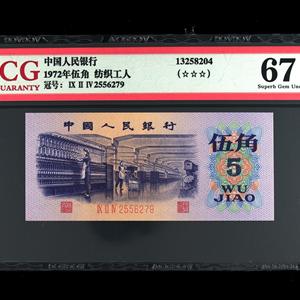 CG
GUARANTY
中国人民银行
1972年伍角 纺织工人
冠号: IX II IV 2556279
13258204
(☆☆☆)
67
Superb Gem Unc
中国人民银行
伍角
5
WU
JIAO
IX II IV 2556279